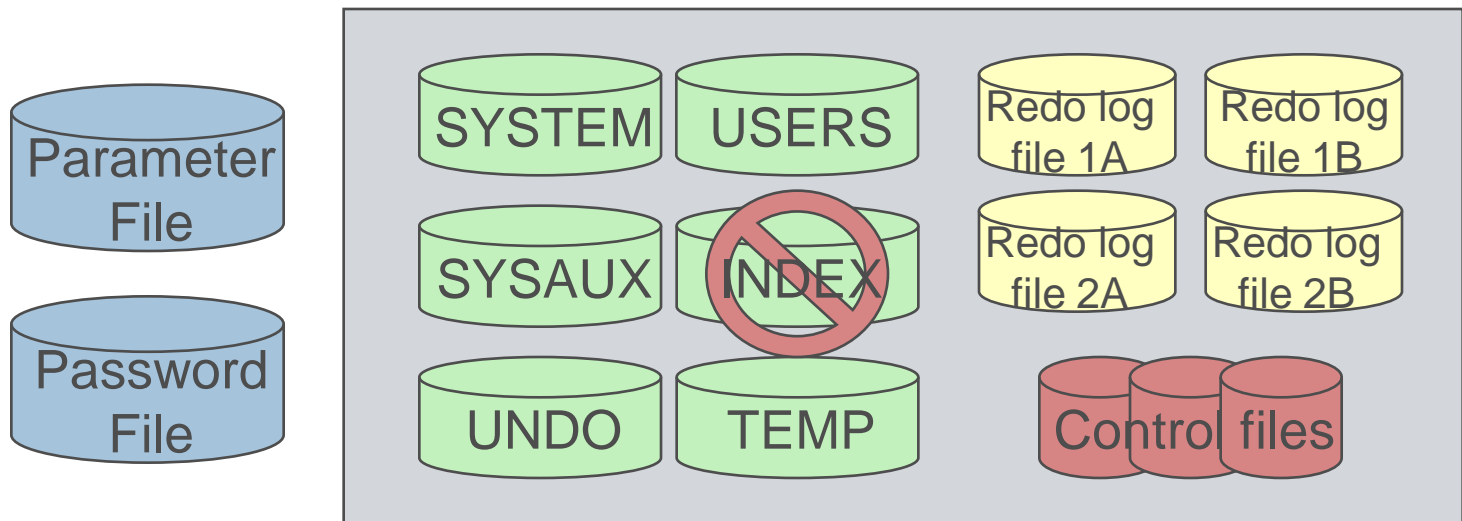 Parameter
File
Password
File
SYSTEM
USERS
SYSAUX
INDEX
UNDO
TEMP
Redo log
file 1A
Redo log
file 1B
Redo log
file 2A
Redo log
file 2B
Control files